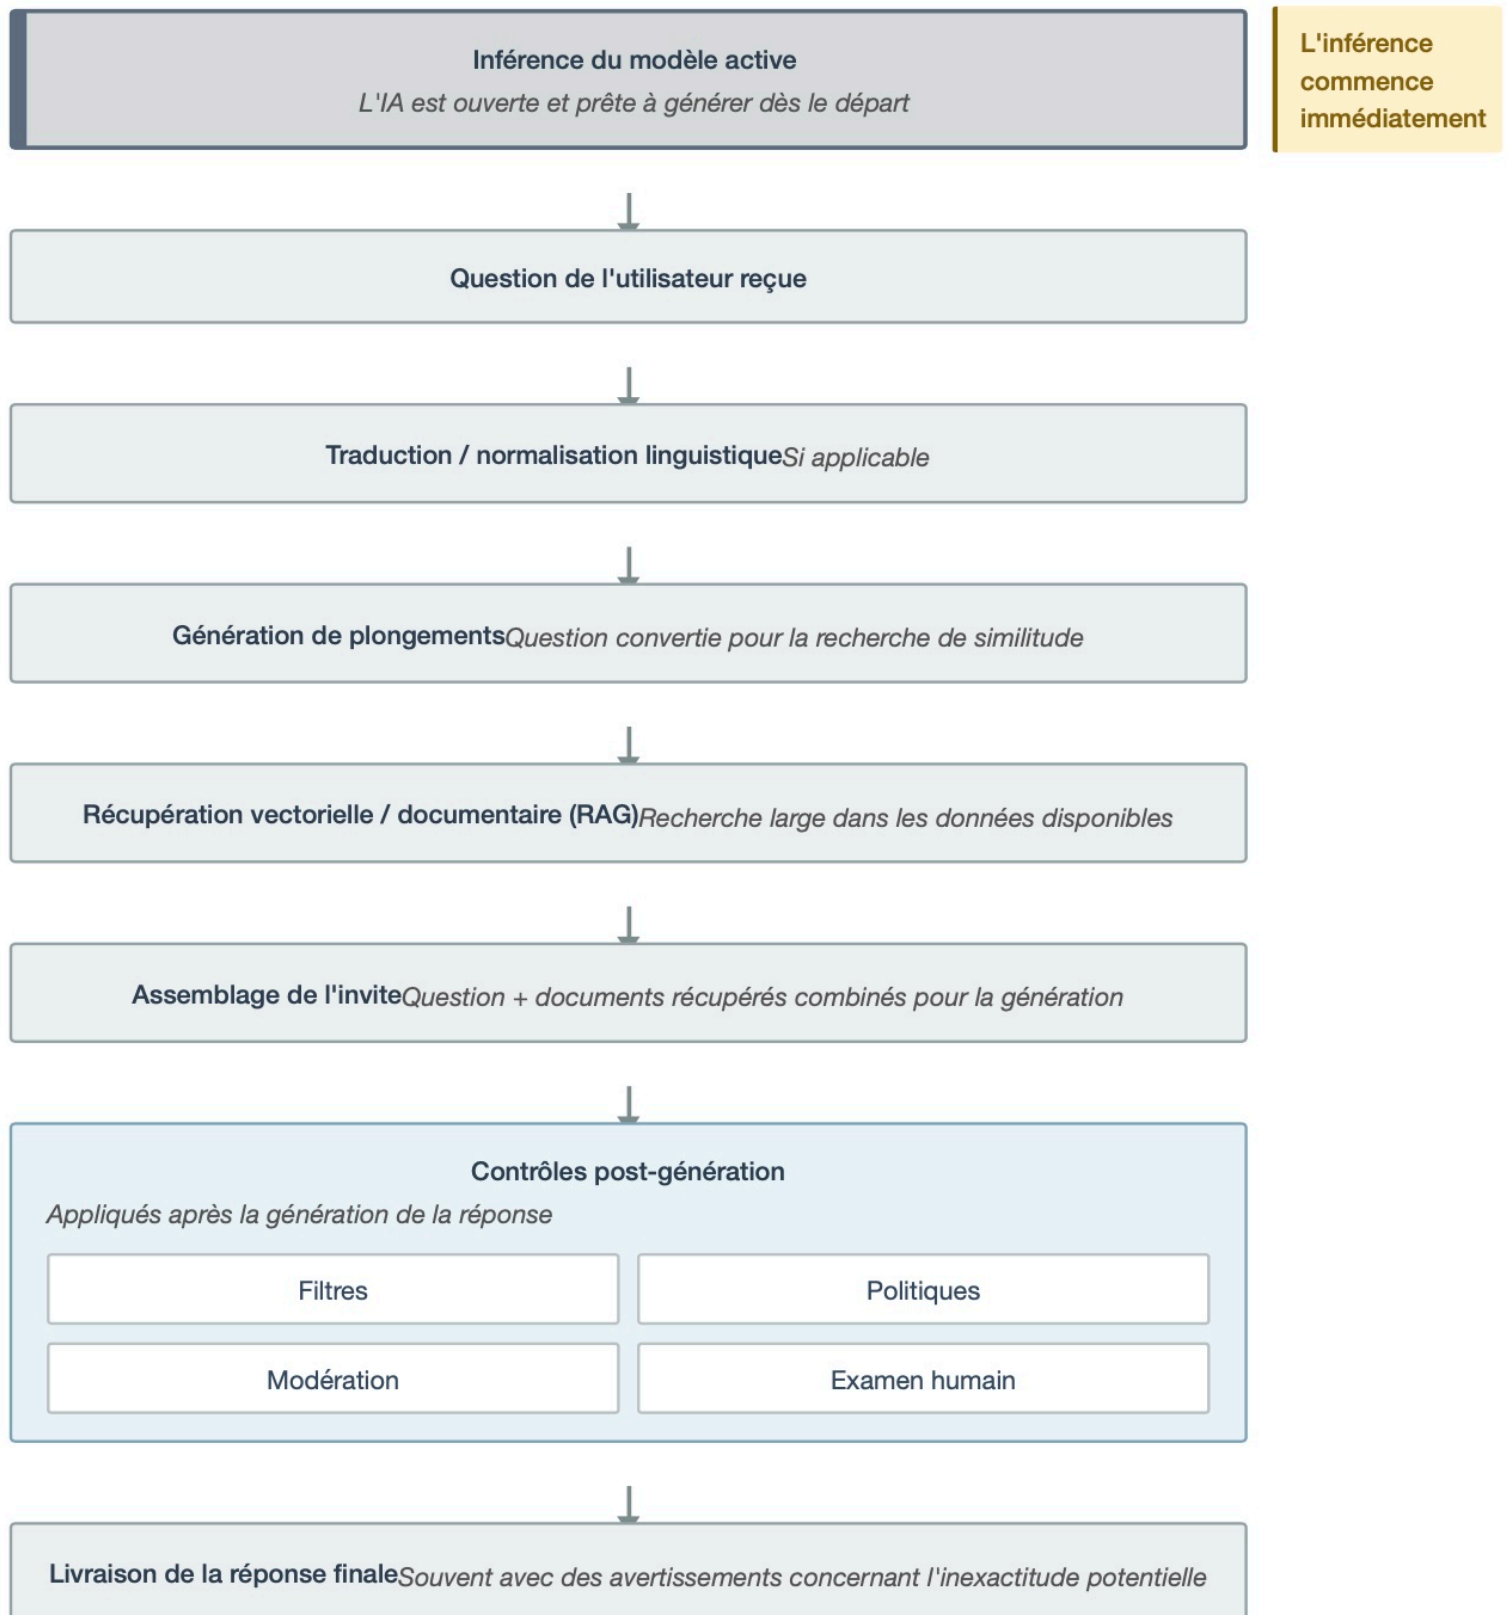 Inférence du modèle active
L'IA est ouverte et prête à générer dès le départ
L'inférence
commence
immédiatement
Question de l'utilisateur reçue
Traduction / normalisation linguistiqueSi applicable
Génération de plongementsQuestion convertie pour la recherche de similitude
Récupération vectorielle / documentaire (RAG)Recherche large dans les données disponibles
Assemblage de l'inviteQuestion + documents récupérés combinés pour la génération
Contrôles post-génération
Appliqués après la génération de la réponse
Filtres
Politiques
Modération
Examen humain
Livraison de la réponse finaleSouvent avec des avertissements concernant l'inexactitude potentielle